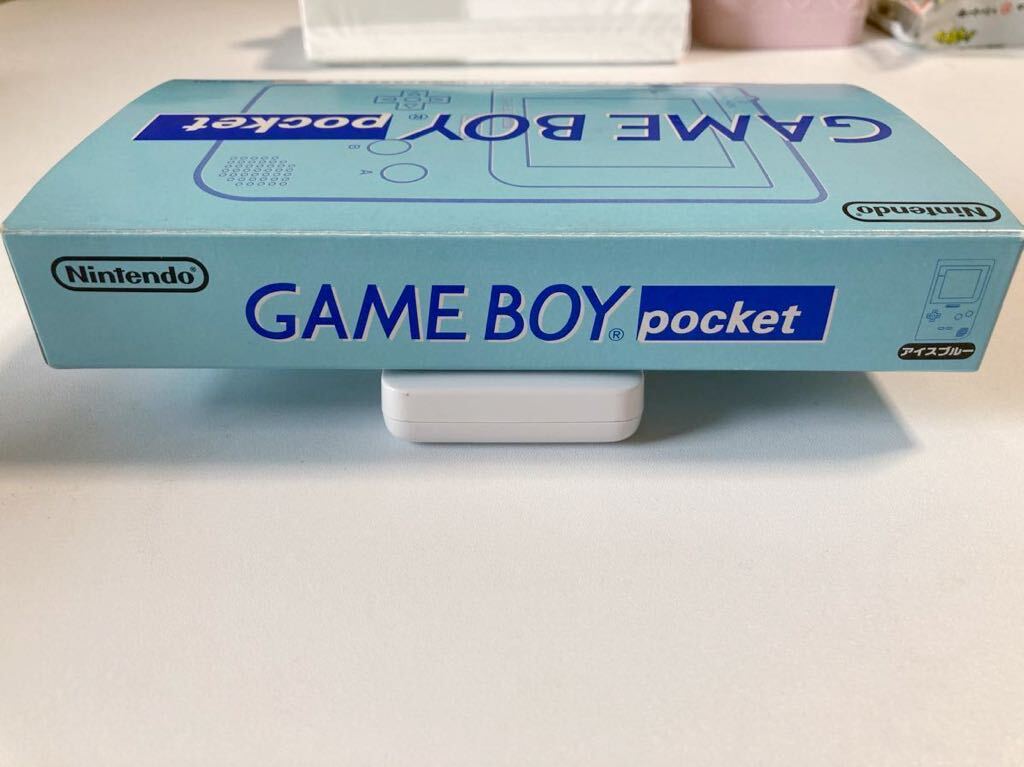 GAME BOY® pocket
B
A
Nintendo®
Nintendo®
GAME BOY® pocket
アイスブルー